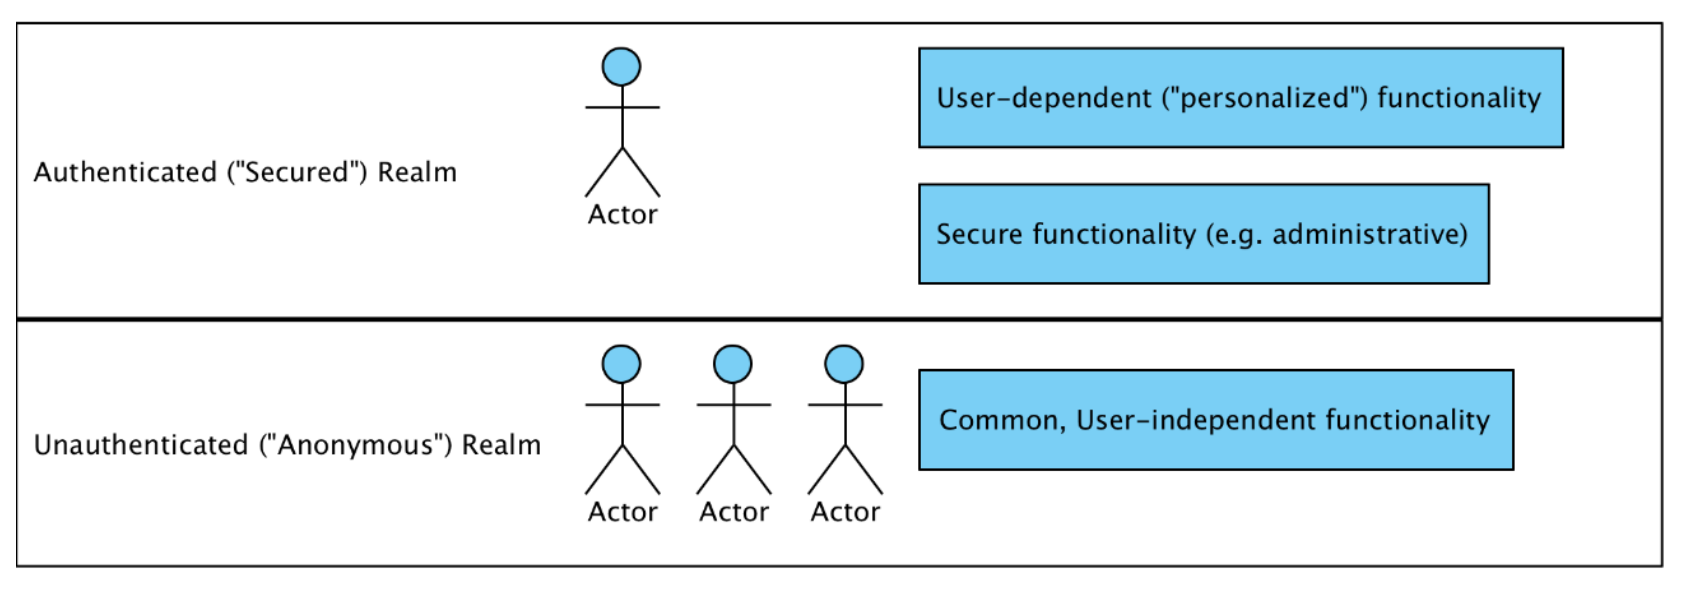 User-dependent ("personalized") functionality
Authenticated ("Secured") Realm
Actor
Secure functionality (e.g. administrative)
Unauthenticated ("Anonymous") Realm
Actor
Actor
Actor
Common, User-independent functionality